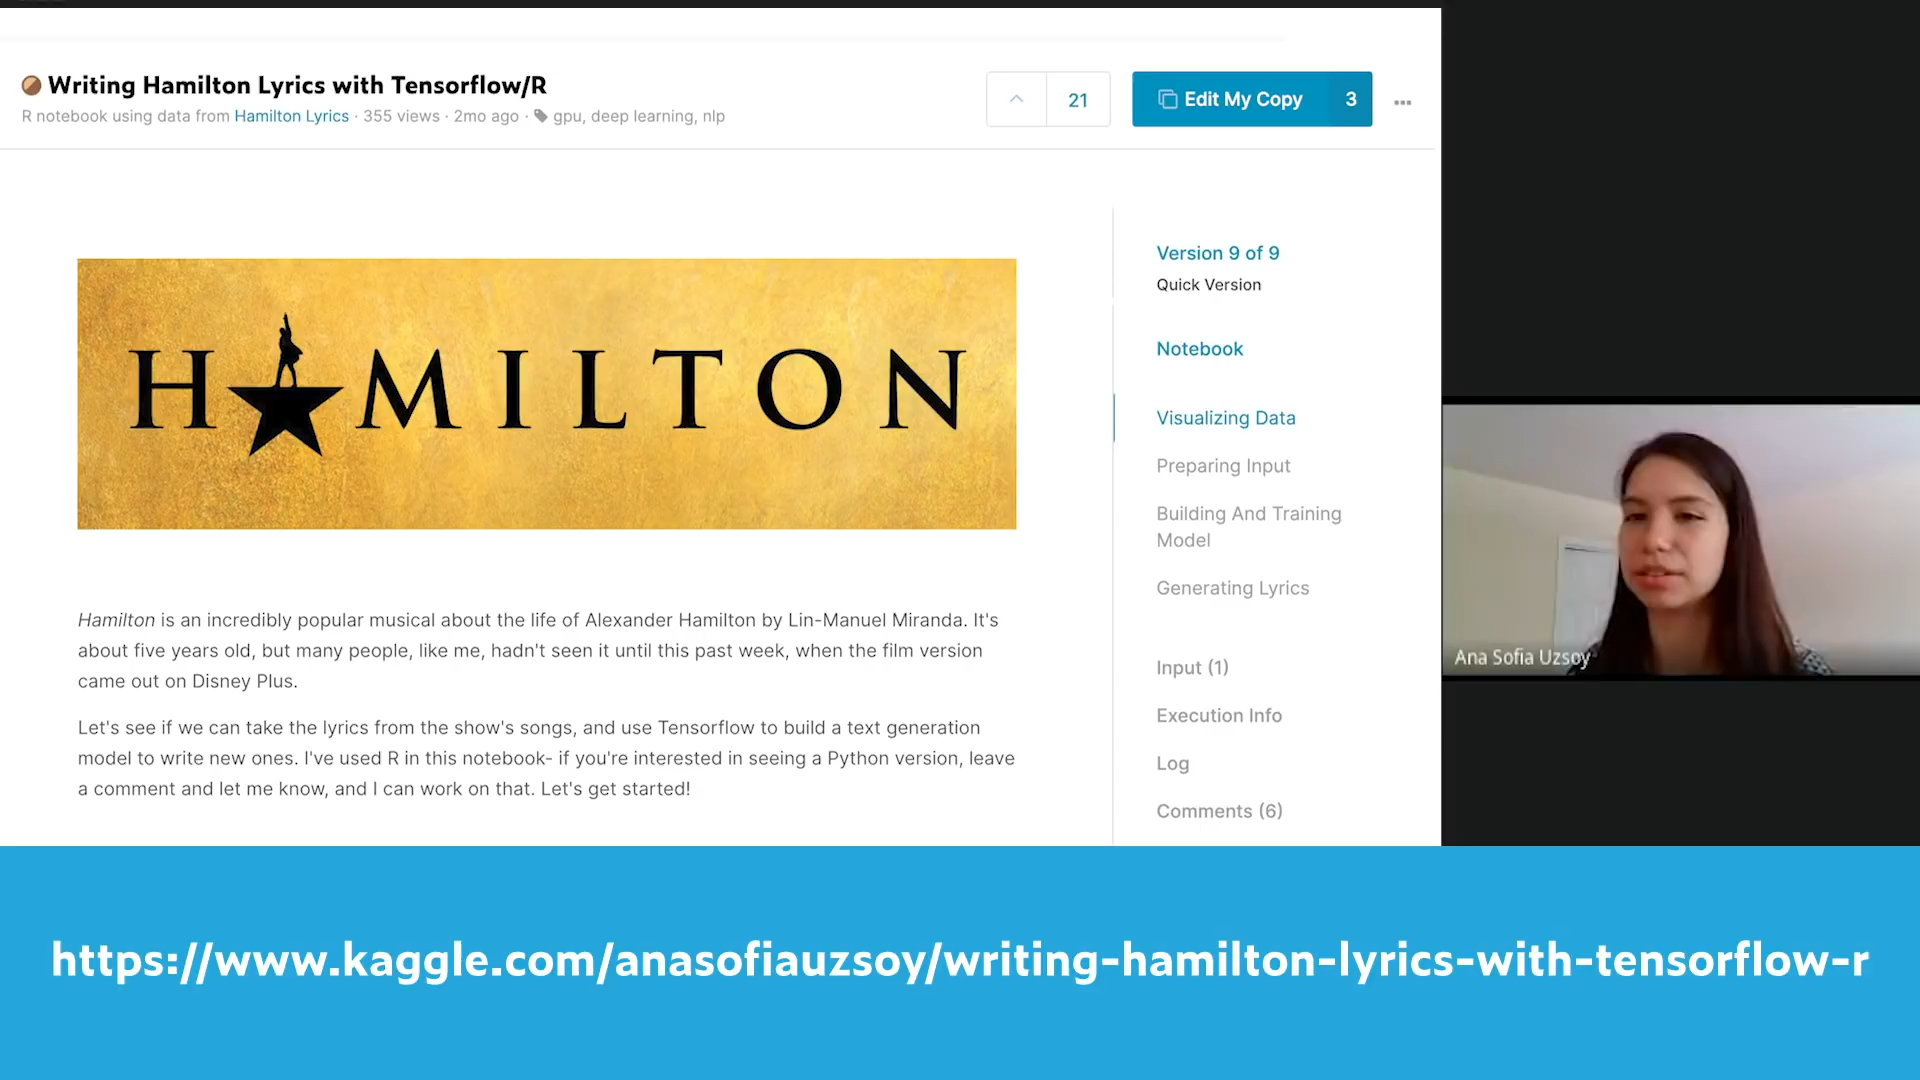 Writing Hamilton Lyrics with Tensorflow/R
R notebook using data from Hamilton Lyrics · 355 views · 2mo ago · gpu, deep learning, nlp
21
Edit My Copy 3
HAMILTON
Hamilton is an incredibly popular musical about the life of Alexander Hamilton by Lin-Manuel Miranda. It's
about five years old, but many people, like me, hadn't seen it until this past week, when the film version
came out on Disney Plus.
Let's see if we can take the lyrics from the show's songs, and use Tensorflow to build a text generation
model to write new ones. I've used R in this notebook- if you're interested in seeing a Python version, leave
a comment and let me know, and I can work on that. Let's get started!
Version 9 of 9
Quick Version
Notebook
Visualizing Data
Preparing Input
Building And Training
Model
Generating Lyrics
Input (1)
Execution Info
Log
Comments (6)
Ana Sofia Uzsoy
https://www.kaggle.com/anasofiauzsoy/writing-hamilton-lyrics-with-tensorflow-r